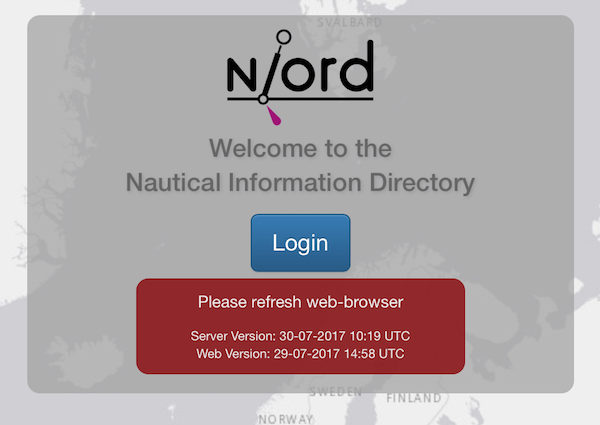 SVALBARD
Njord
Welcome to the
Nautical Information Directory
Login
Please refresh web-browser
Server Version: 30-07-2017 10:19 UTC
Web Version: 29-07-2017 14:58 UTC
SWEDEN
FINLAND
NORWAY